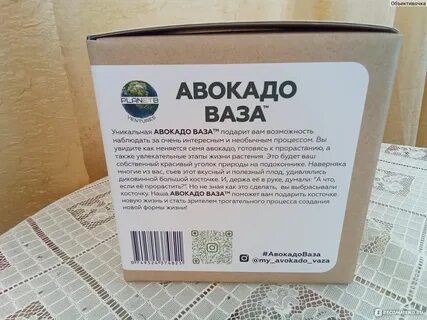 Объективочка
PLANETB
VENTURES
АВОКАДО
ВАЗА™
Уникальная АВОКАДО ВАЗА™ подарит вам возможность
наблюдать за очень интересным и необычным процессом. Вы
увидите как меняется семя авокадо, готовясь к прорастанию, а
также увлекательные этапы жизни растения. Это будет ваш
собственный красивый уголок природы на подоконнике. Наверняка
многие из вас, съев этот вкусный и полезный плод, удивлялись
диковинной большой косточке. И, держа её в руке, думали: "А что,
если её прорастить?". Но не зная как это сделать, вы выбрасывали
косточку. Наша АВОКАДО ВАЗА™ поможет вам подарить косточке
новую жизнь и стать зрителем трогательного процесса создания
новой формы жизни!
#АвокадоВаза
@my_avokado_vaza
IRECOMMEND.RU